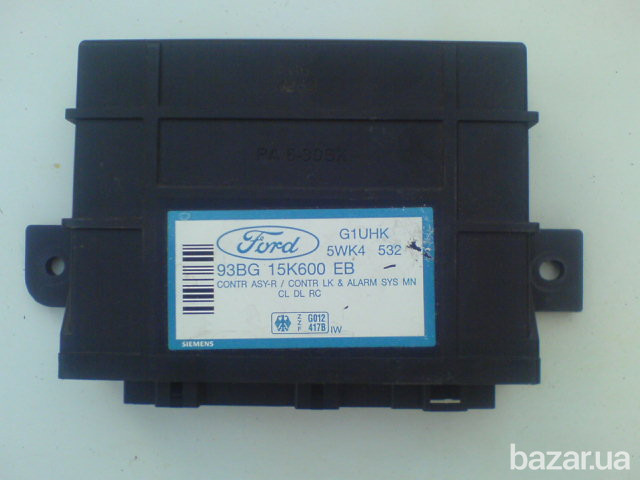 Ford
G1UHK
5WK4 532
93BG 15K600 EB
CONTR ASY-R / CONTR LK & ALARM SYS MN
CL DL RC
Z Z F
G012
417B
IW
SIEMENS
bazar.ua